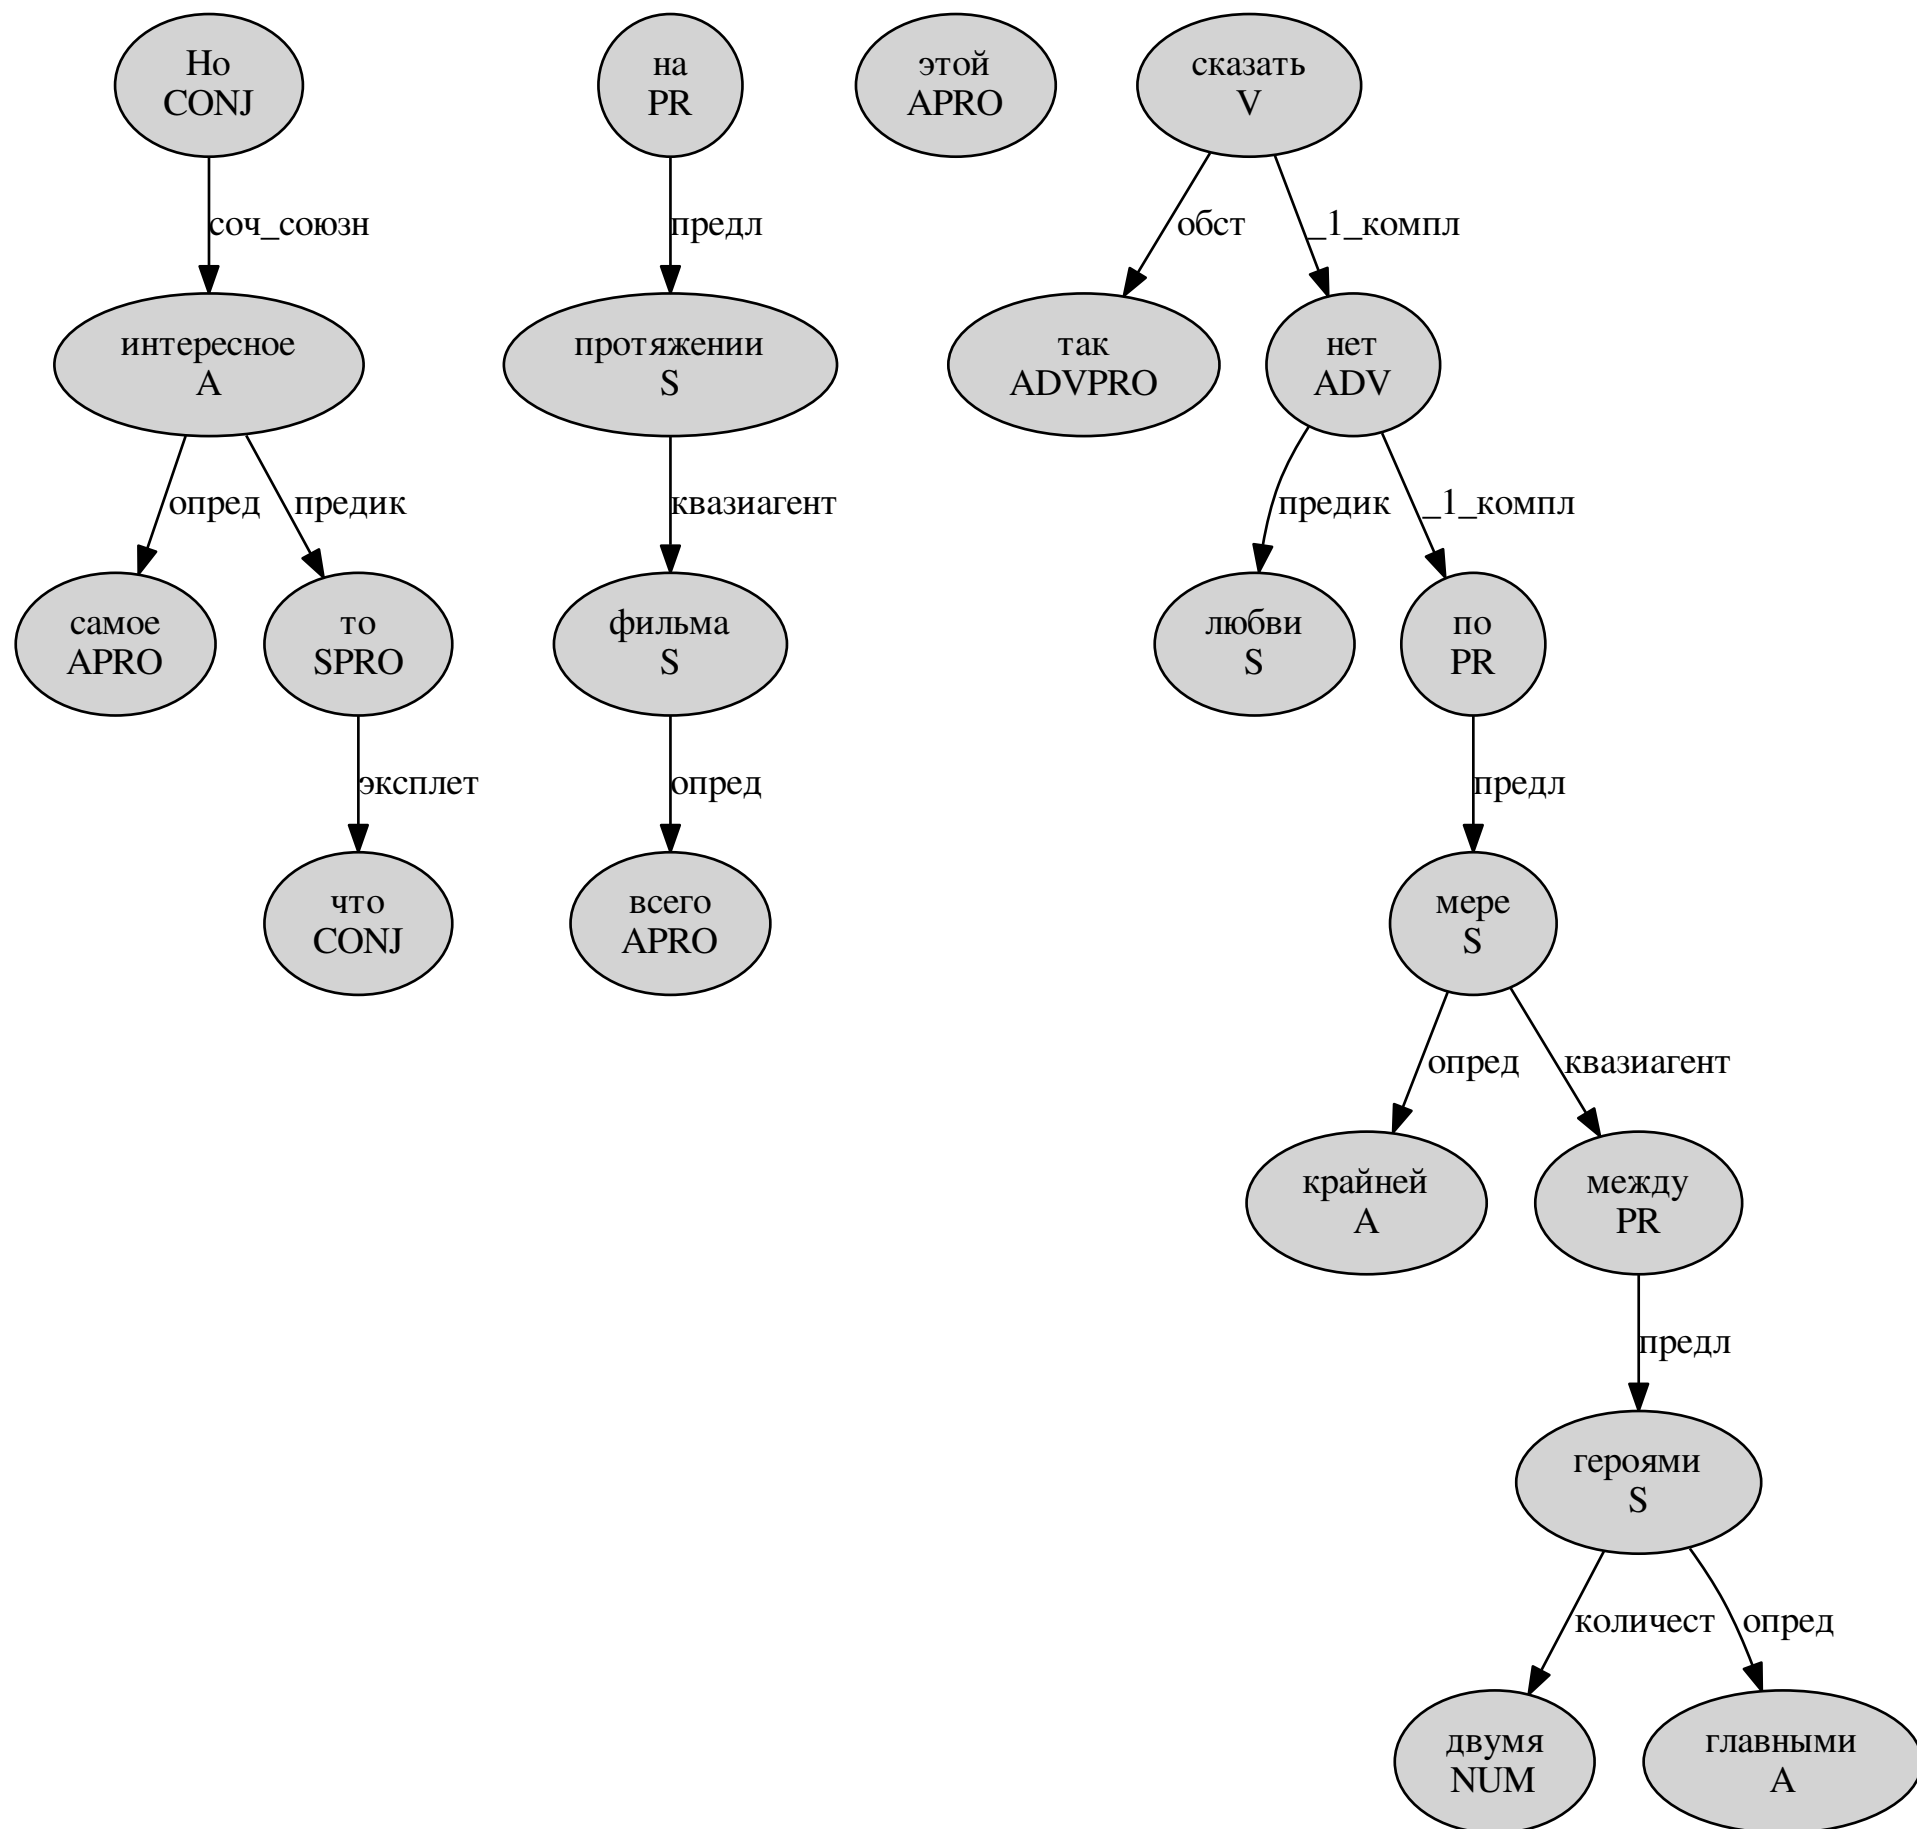 Но
CONJ
на
PR
этой
APRO
сказать
V
соч_союзн
предл
обст
_1_компл
интересное
A
протяжении
S
так
ADVPRO
нет
ADV
опред
предик
квазиагент
предик
_1_компл
самое
APRO
то
SPRO
фильма
S
любви
S
по
PR
эксплет
опред
предл
что
CONJ
всего
APRO
мере
S
опред
квазиагент
крайней
A
между
PR
предл
героями
S
количест
опред
двумя
NUM
главными
A